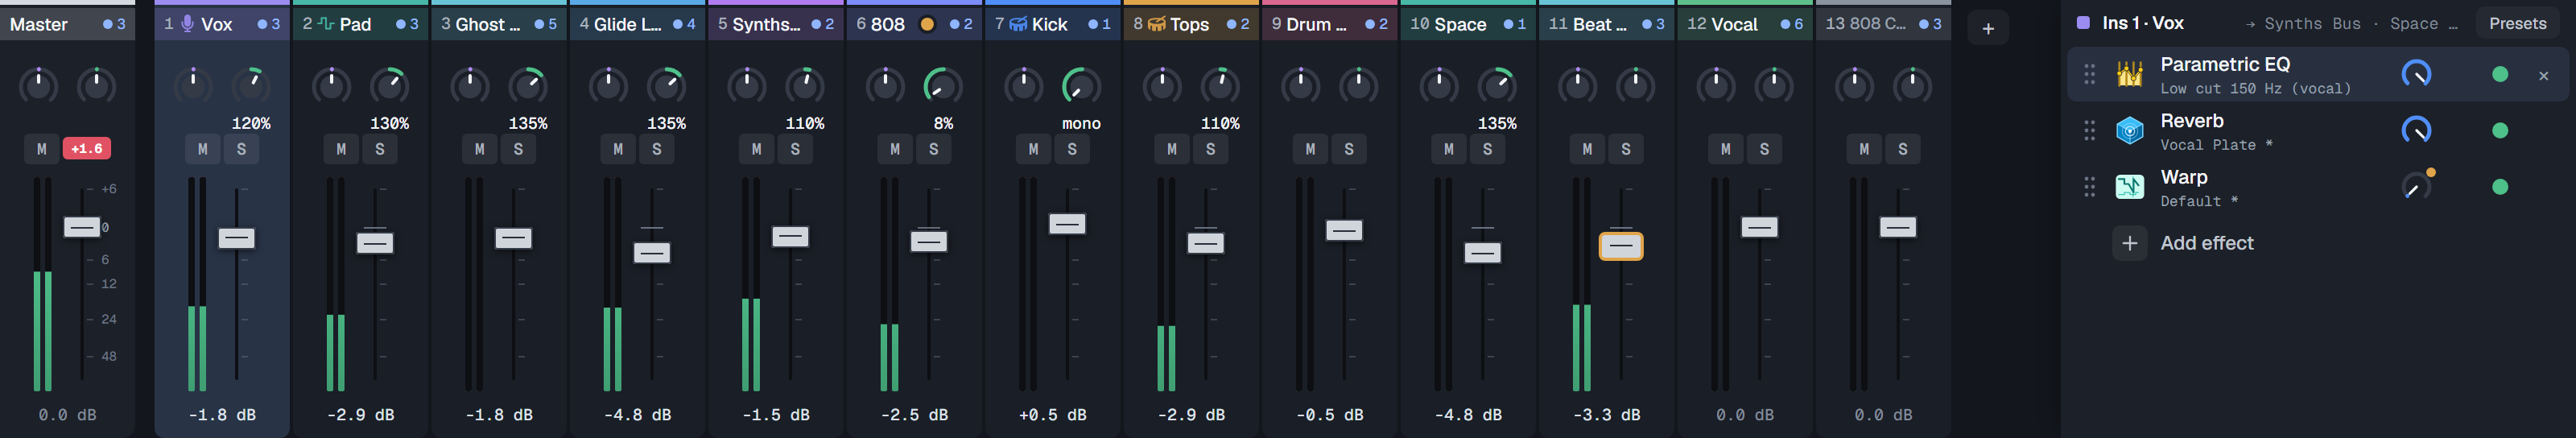 Master 3
1 Vox 3
2 Pad 3
3 Ghost ... 5
4 Glide L... 4
5 Synths... 2
6 808 2
7 Kick 1
8 Tops 2
9 Drum ... 2
10 Space 1
11 Beat ... 3
12 Vocal 6
13 808 C... 3
+
120% 130% 135% 135% 110% 8% mono 110% 135%
M +1.6 M S M S M S M S M S M S M S M S M S M S M S M S M S
+6
0
6
12
24
48
0.0 dB -1.8 dB -2.9 dB -1.8 dB -4.8 dB -1.5 dB -2.5 dB +0.5 dB -2.9 dB -0.5 dB -4.8 dB -3.3 dB 0.0 dB 0.0 dB
Ins 1 · Vox → Synths Bus · Space … Presets
Parametric EQ ×
Low cut 150 Hz (vocal)
Reverb
Vocal Plate *
Warp
Default *
+ Add effect